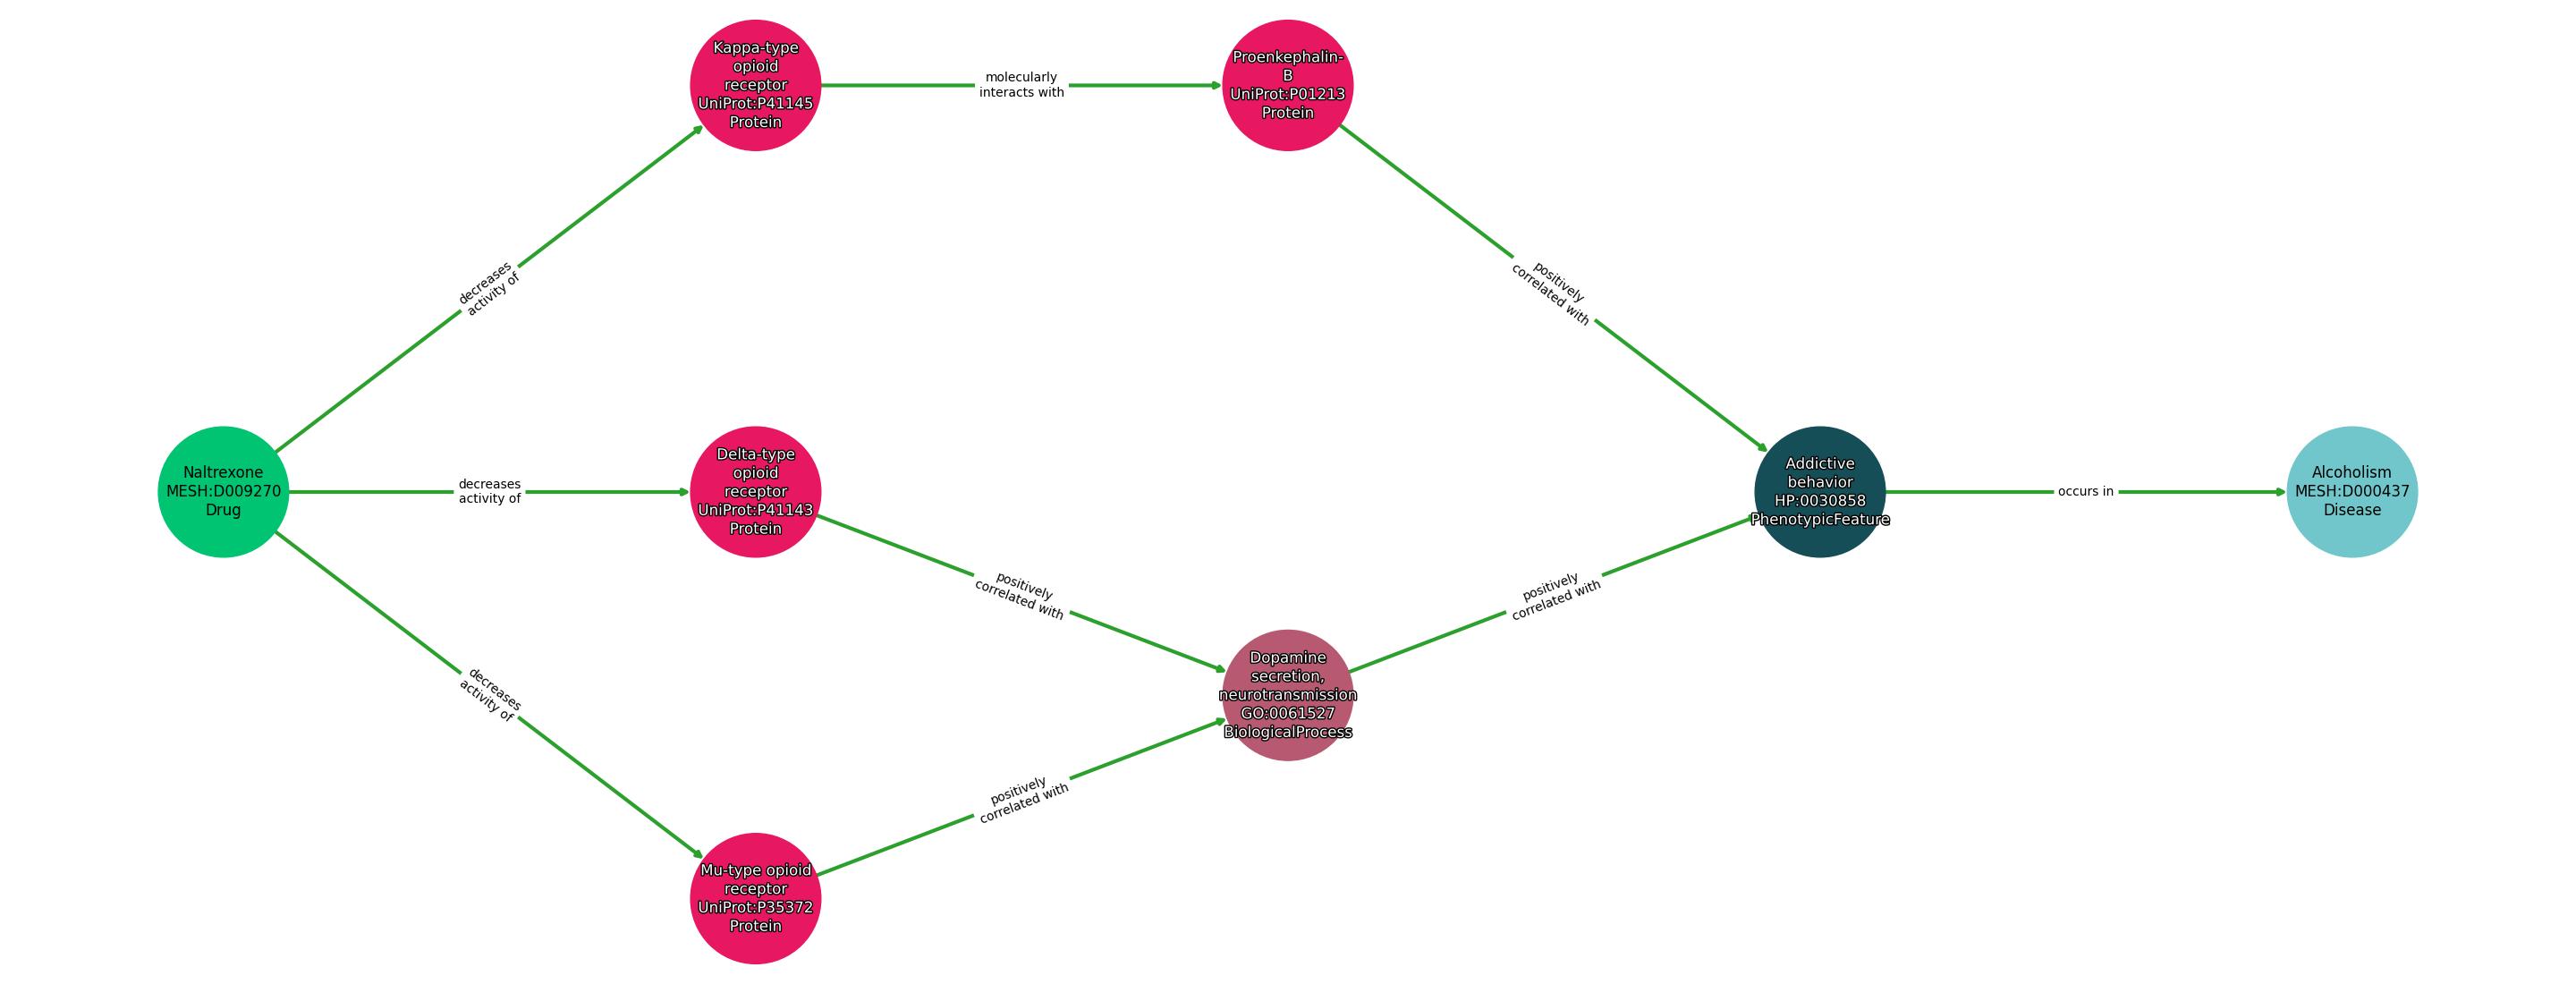 Kappa-type
opioid
receptor
UniProt:P41145
Protein
molecularly
interacts with
Proenkephalin-
B
UniProt:P01213
Protein
decreases
activity of
positively
correlated with
Naltrexone
MESH:D009270
Drug
decreases
activity of
Delta-type
opioid
receptor
UniProt:P41143
Protein
Addictive
behavior
HP:0030858
PhenotypicFeature
occurs in
Alcoholism
MESH:D000437
Disease
positively
correlated with
positively
correlated with
decreases
activity of
Dopamine
secretion,
neurotransmission
GO:0061527
BiologicalProcess
positively
correlated with
Mu-type opioid
receptor
UniProt:P35372
Protein